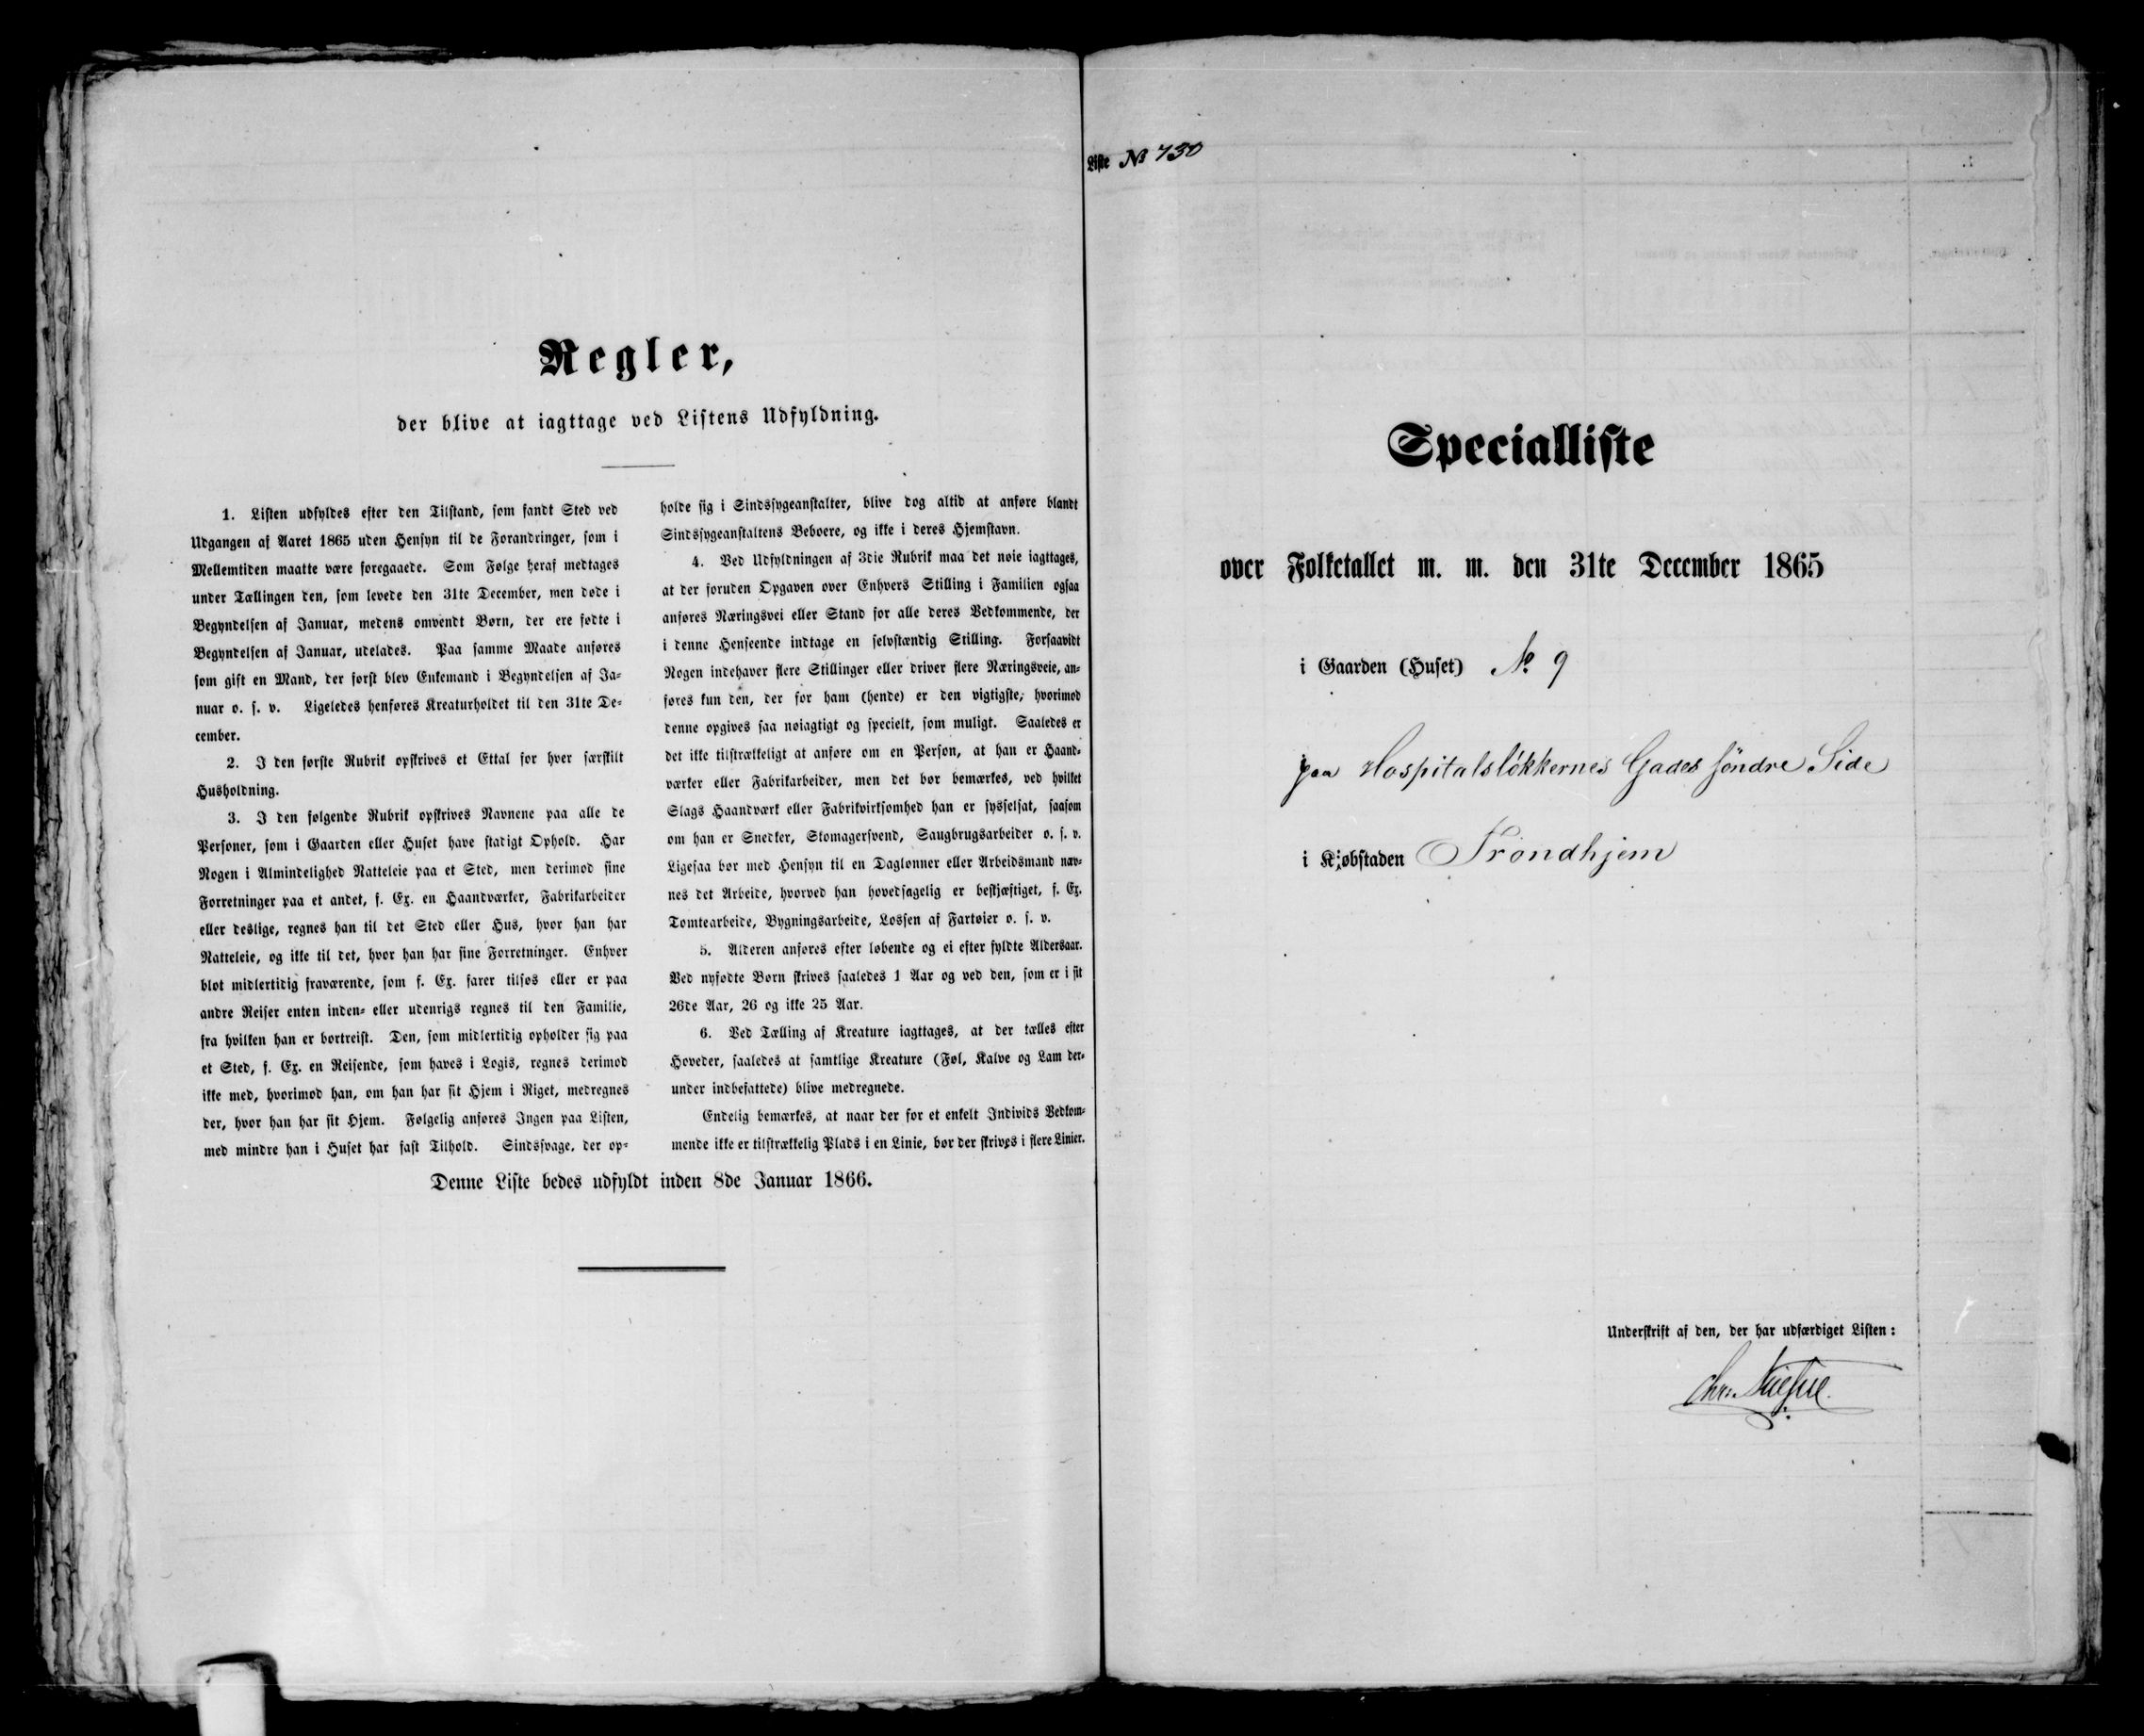 Regler,
der blive at iagttage ved Listens Udfyldning.
1. Listen udfyldes efter den Tilstand, som fandt Sted ved
Udgangen af Aaret 1865 uden Hensyn til de Forandringer, som i
Mellemtiden maatte være foregaaede. Som Følge heraf medtages
under Tællingen den, som levede den 31te December, men døde i
Begyndelsen af Januar, medens omvendt Børn, der ere fødte i
Begyndelsen af Januar, udelades. Paa samme Maade anføres
som gift en Mand, der først blev Enkemand i Begyndelsen af Ja-
nuar o. s. v. Ligeledes henføres Kreaturholdet til den 31te De-
cember.
2. I den første Rubrik opskrives et Ettal for hver særskilt
Husholdning.
3. I den følgende Rubrik opskrives Navnene paa alle de
Personer, som i Gaarden eller Huset have stadigt Ophold. Har
Nogen i Almindelighed Natteleie paa et Sted, men derimod sine
Forretninger paa et andet, f. Ex. en Haandværker, Fabrikarbeider
eller deslige, regnes han til det Sted eller Hus, hvor han har
Natteleie, og ikke til det, hvor han har sine Forretninger. Enhver
blot midlertidig fraværende, som f. Ex. farer tilsøs eller er paa
andre Reiser enten inden- eller udenrigs regnes til den Familie,
fra hvilken han er bortreist. Den, som midlertidig opholder sig paa
et Sted, f. Ex. en Reisende, som haves i Logis, regnes derimod
ikke med, hvorimod han, om han har sit Hjem i Riget, medregnes
der, hvor han har sit Hjem. Følgelig anføres Ingen paa Listen,
med mindre han i Huset har fast Tilhold. Sindssvage, der op-
holde sig i Sindssygeanstalter, blive dog altid at anføre blandt
Sindssygeanstaltens Beboere, og ikke i deres Hjemstavn.
4. Ved Udfyldningen af 3die Rubrik maa det nøie iagttages,
at der foruden Opgaven over Enhvers Stilling i Familien ogsaa
anføres Næringsvei eller Stand for alle deres Vedkommende, der
i denne Henseende indtage en selvstændig Stilling. Forsaavidt
Nogen indehaver flere Stillinger eller driver flere Næringsveie, an-
føres kun den, der for ham (hende) er den vigtigste, hvorimod
denne opgives saa nøiagtigt og specielt, som muligt. Saaledes er
det ikke tilstrækkeligt at anføre om en Person, at han er Haand-
værker eller Fabrikarbeider, men det bør bemærkes, ved hvilket
Slags Haandværk eller Fabrikvirksomhed han er sysselsat, saasom
om han er Snedker, Skomagersvend, Saugbrugsarbeider o. s. v.
Ligesaa bør med Hensyn til en Daglønner eller Arbeidsmand næv-
nes det Arbeide, hvorved han hovedsagelig er beskjæftiget, f. Ex.
Tomtearbeide, Bygningsarbeide, Lossen af Fartøier o. s. v.
5. Alderen anføres efter løbende og ei efter fyldte Aldersaar.
Ved nyfødte Børn skrives saaledes 1 Aar og ved den, som er i sit
26de Aar, 26 og ikke 25 Aar.
6. Ved Tælling af Kreature iagttages, at der tælles efter
Hoveder, saaledes at samtlige Kreature (Føl, Kalve og Lam der-
under indbefattede) blive medregnede.
Endelig bemærkes, at naar der for et enkelt Individs Vedkom-
mende ikke er tilstrækkelig Plads i en Linie, bør der skrives i flere Linier.
Denne Liste bedes udfyldt inden 8de Januar 1866.
Liste No 730
Specialliste
over Folketallet m. m. den 31te December 1865
i Gaarden (Huset) No. 9
paa Hospitalsløkkernes Gades søndre Side
i Kjøbstaden Trondhjem
Underskrift af den, der har udfærdiget Listen: